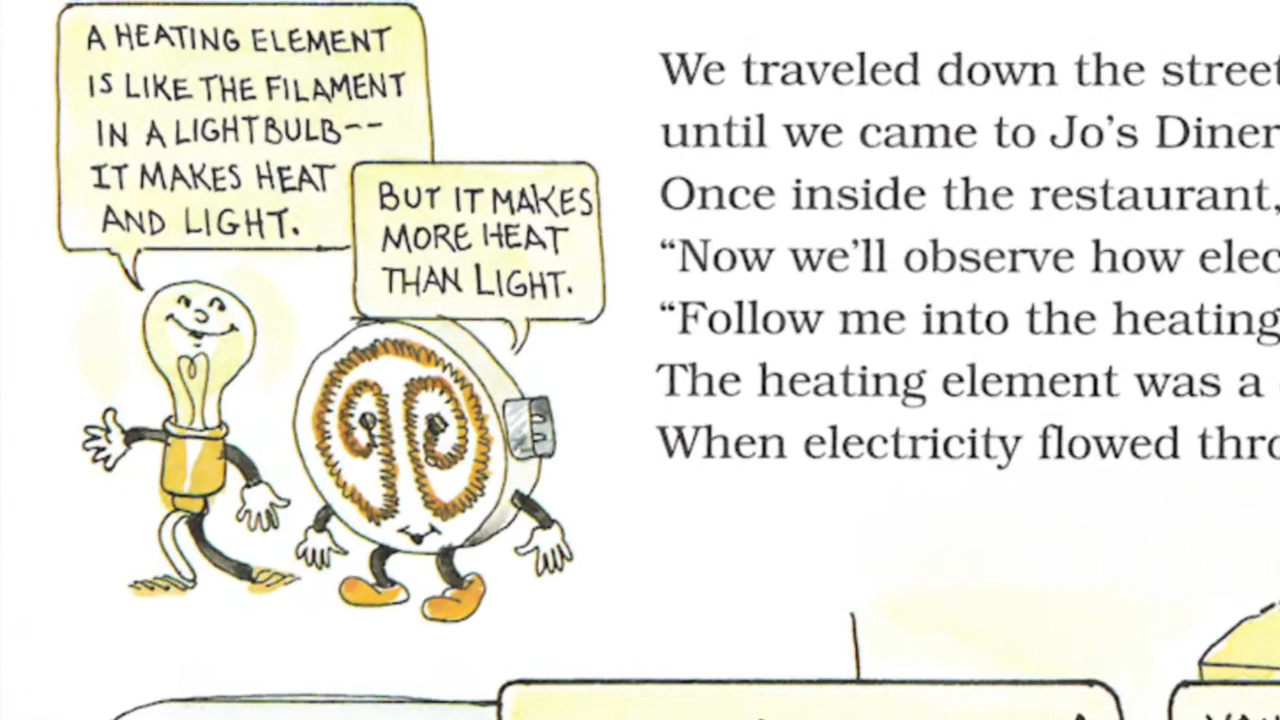 A HEATING ELEMENT
IS LIKE THE FILAMENT
IN A LIGHTBULB--
IT MAKES HEAT
AND LIGHT.
BUT IT MAKES
MORE HEAT
THAN LIGHT.
We traveled down the street
until we came to Jo's Diner
Once inside the restaurant,
“Now we'll observe how elec
“Follow me into the heating
The heating element was a
When electricity flowed thro